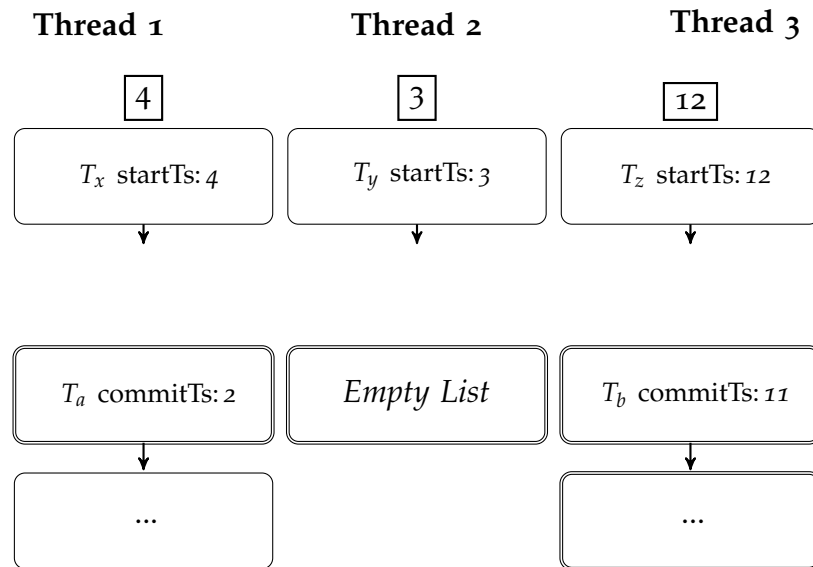 Thread 1 Thread 2 Thread 3
4 3 12
T_x startTs: 4 T_y startTs: 3 T_z startTs: 12
T_a commitTs: 2 Empty List T_b commitTs: 11
... ...